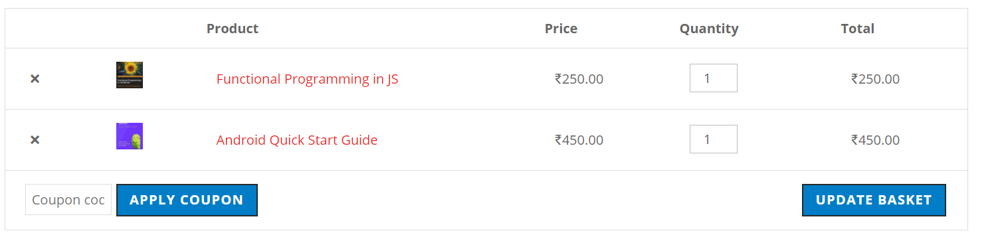 Product Price Quantity Total
× Functional Programming in JS ₹250.00 1 ₹250.00
× Android Quick Start Guide ₹450.00 1 ₹450.00
Coupon coc APPLY COUPON UPDATE BASKET